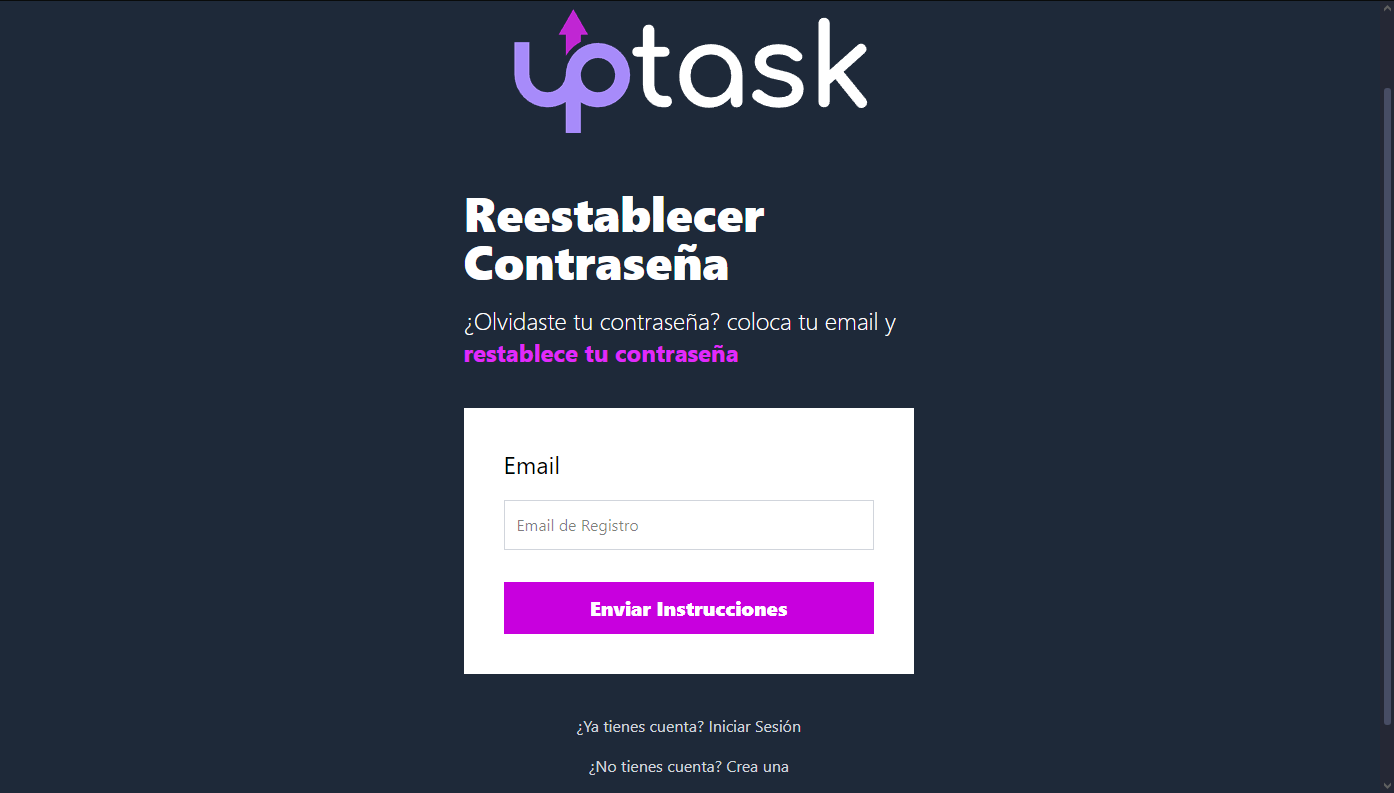 uptask
Reestablecer
Contraseña
¿Olvidaste tu contraseña? coloca tu email y
restablece tu contraseña
Email
Email de Registro
Enviar Instrucciones
¿Ya tienes cuenta? Iniciar Sesión
¿No tienes cuenta? Crea una